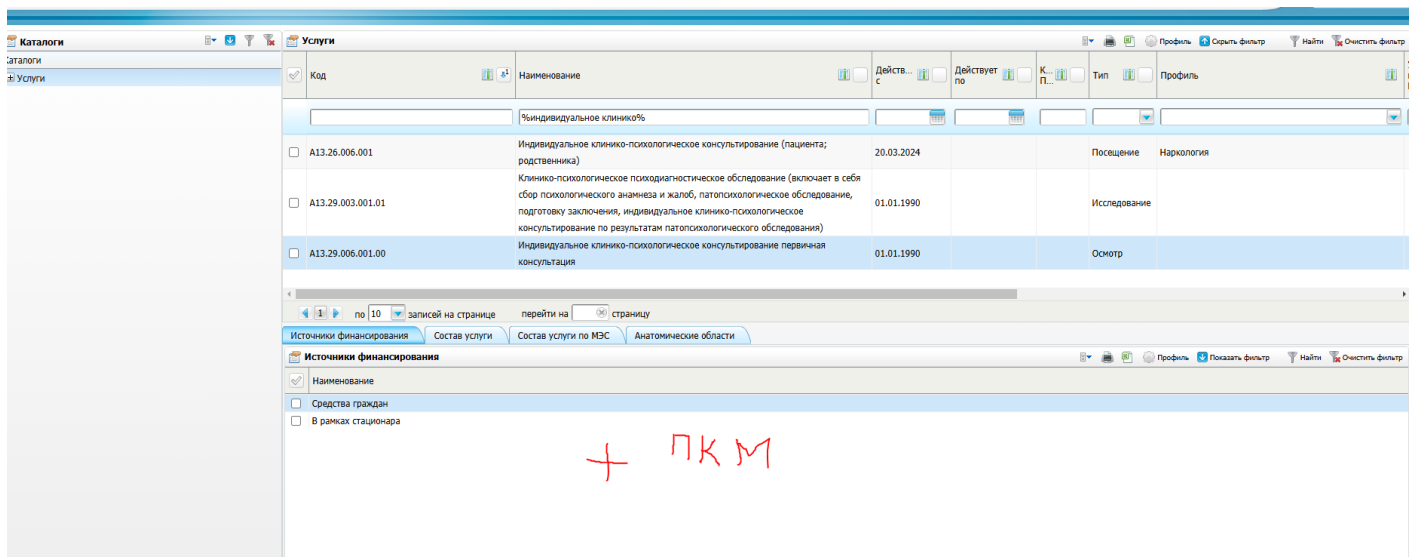 Каталоги
Услуги
Профиль Скрыть фильтр Найти Очистить фильтр
Каталоги
Услуги
Код Наименование Действ... с Действует по К... П... Тип Профиль
%индивидуальное клинико%
A13.26.006.001 Индивидуальное клинико-психологическое консультирование (пациента; родственника) 20.03.2024 Посещение Наркология
A13.29.003.001.01 Клинико-психологическое психодиагностическое обследование (включает в себя
сбор психологического анамнеза и жалоб, патопсихологическое обследование,
подготовку заключения, индивидуальное клинико-психологическое
консультирование по результатам патопсихологического обследования) 01.01.1990 Исследование
A13.29.006.001.00 Индивидуальное клинико-психологическое консультирование первичная
консультация 01.01.1990 Осмотр
1 по 10 записей на странице перейти на страницу
Источники финансирования Состав услуги Состав услуги по МЭС Анатомические области
Источники финансирования Профиль Показать фильтр Найти Очистить фильтр
Наименование
Средства граждан
В рамках стационара
+ ПКМ